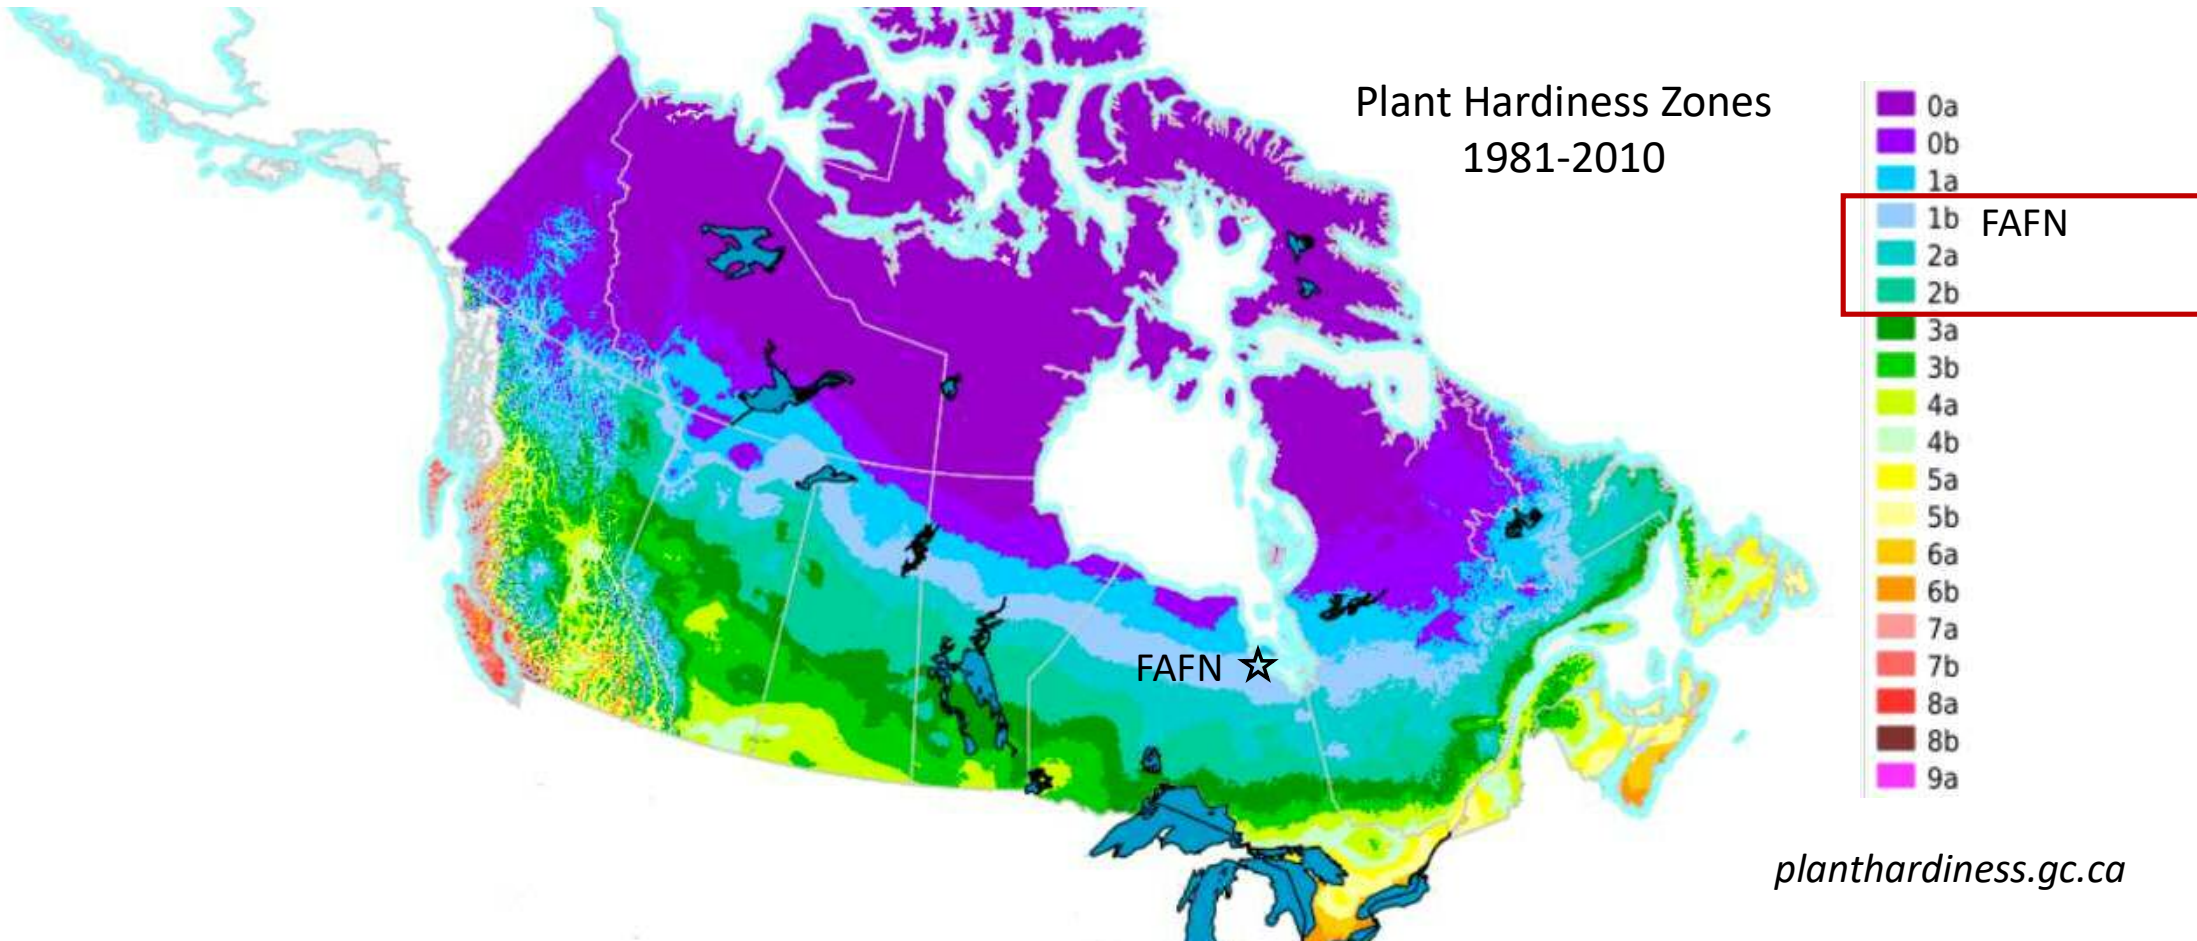 Plant Hardiness Zones
1981-2010
0a
0b
1a
1b FAFN
2a
2b
3a
3b
4a
4b
5a
5b
6a
6b
7a
7b
8a
8b
9a
FAFN
planthardiness.gc.ca